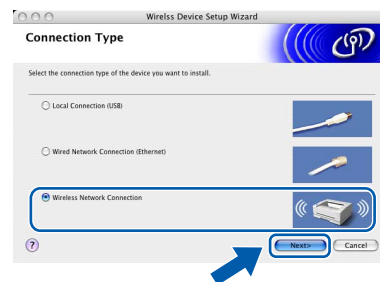 Wirelss Device Setup Wizard
Connection Type
Select the connection type of the device you want to install.
Local Connection (USB)
Wired Network Connection (Ethernet)
Wireless Network Connection
?
Next>
Cancel